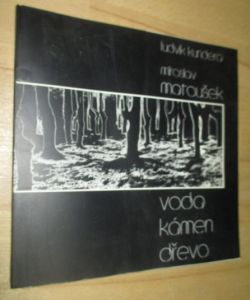 ludvík kundera
miroslav
matoušek
voda
kámen
dřevo